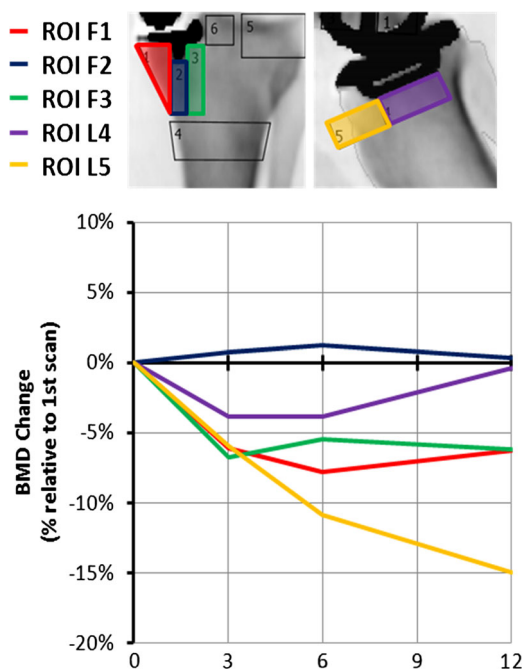 ROI F1
ROI F2
ROI F3
ROI L4
ROI L5
1
2
3
4
5
6
1
4
5
BMD Change
(% relative to 1st scan)
10%
5%
0%
-5%
-10%
-15%
-20%
0 3 6 9 12